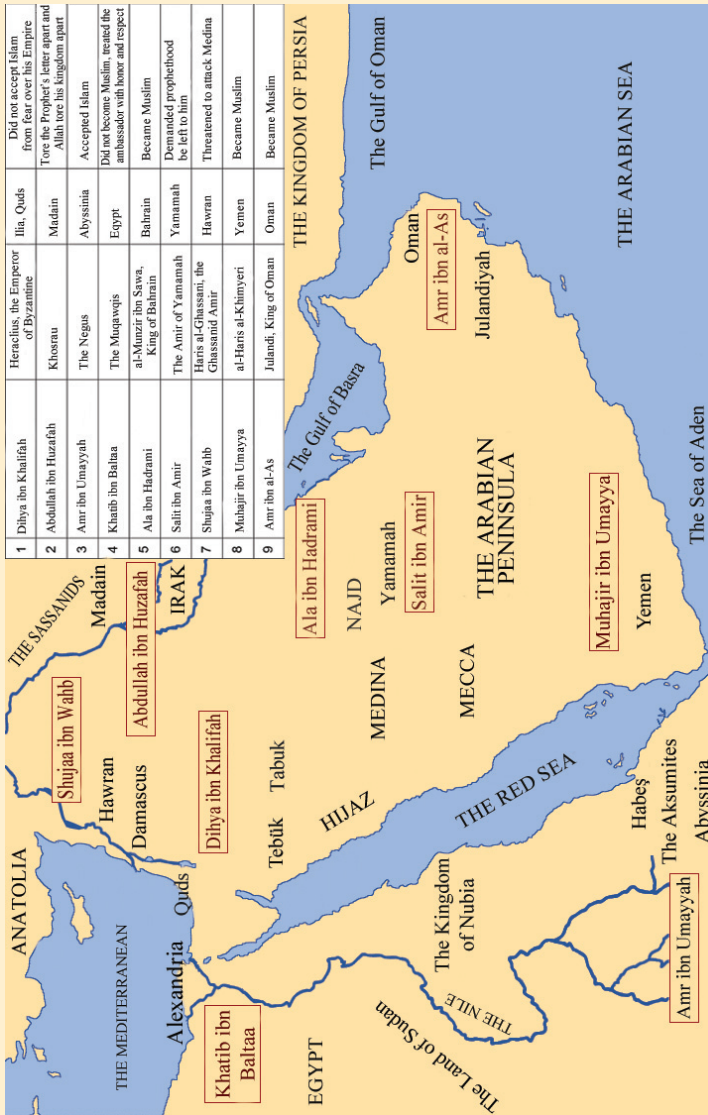 1 Dihya ibn Khalifah Heraclius, the Emperor of Byzantine Ilia, Quds Did not accept Islam from fear over his Empire
2 Abdullah ibn Huzafah Khosrau Madain Tore the Prophet's letter apart and Allah tore his kingdom apart
3 Amr ibn Umayyah The Negus Abyssinia Accepted Islam
4 Khatib ibn Baltaa The Muqawqis Eqypt Did not become Muslim, treated the ambassador with honor and respect
5 Ala ibn Hadrami al-Munzir ibn Sawa, King of Bahrain Bahrain Became Muslim
6 Salit ibn Amir The Amir of Yamamah Yamamah Demanded prophethood be left to him
7 Shujaa ibn Wahb Haris al-Ghassani, the Ghassanid Amir Hawran Threatened to attack Medina
8 Muhajir ibn Umayya al-Haris al-Khimyeri Yemen Became Muslim
9 Amr ibn al-As Julandi, King of Oman Oman Became Muslim
ANATOLIA
THE MEDITERRANEAN
THE SASSANIDS
Shujaa ibn Wahb
Madain
Hawran
Damascus
Abdullah ibn Huzafah
IRAK
Alexandria
Quds
Dihya ibn Khalifah
Khatib ibn
Baltaa
EGYPT
Tebük
Tabuk
HIJAZ
THE KINGDOM OF PERSIA
The Gulf of Basra
The Gulf of Oman
Ala ibn Hadrami
NAJD
Yamamah
Salit ibn Amir
MEDINA
MECCA
Oman
Amr ibn al-As
Julandiyah
THE ARABIAN
PENINSULA
THE ARABIAN SEA
The Land of Sudan
THE NILE
The Kingdom
of Nubia
THE RED SEA
Muhajir ibn Umayya
Yemen
The Sea of Aden
Habeş
The Aksumites
Abyssinia
Amr ibn Umayyah